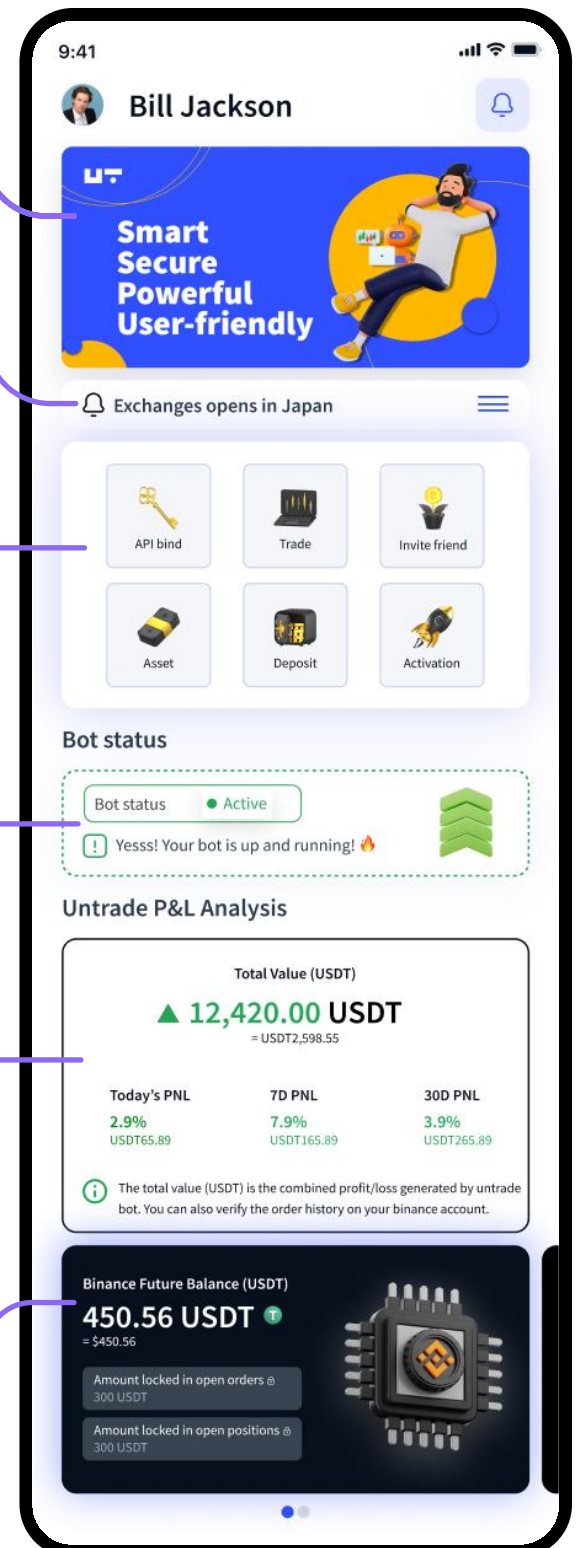 9:41
Bill Jackson
UT
Smart
Secure
Powerful
User-friendly
Exchanges opens in Japan
API bind
Trade
Invite friend
Asset
Deposit
Activation
Bot status
Bot status
Active
Yesss! Your bot is up and running! 🔥
Untrade P&L Analysis
Total Value (USDT)
▲ 12,420.00 USDT
= USDT2,598.55
Today's PNL
7D PNL
30D PNL
2.9%
7.9%
3.9%
USDT65.89
USDT165.89
USDT265.89
The total value (USDT) is the combined profit/loss generated by untrade
bot. You can also verify the order history on your binance account.
Binance Future Balance (USDT)
450.56 USDT
= $450.56
Amount locked in open orders
300 USDT
Amount locked in open positions
300 USDT